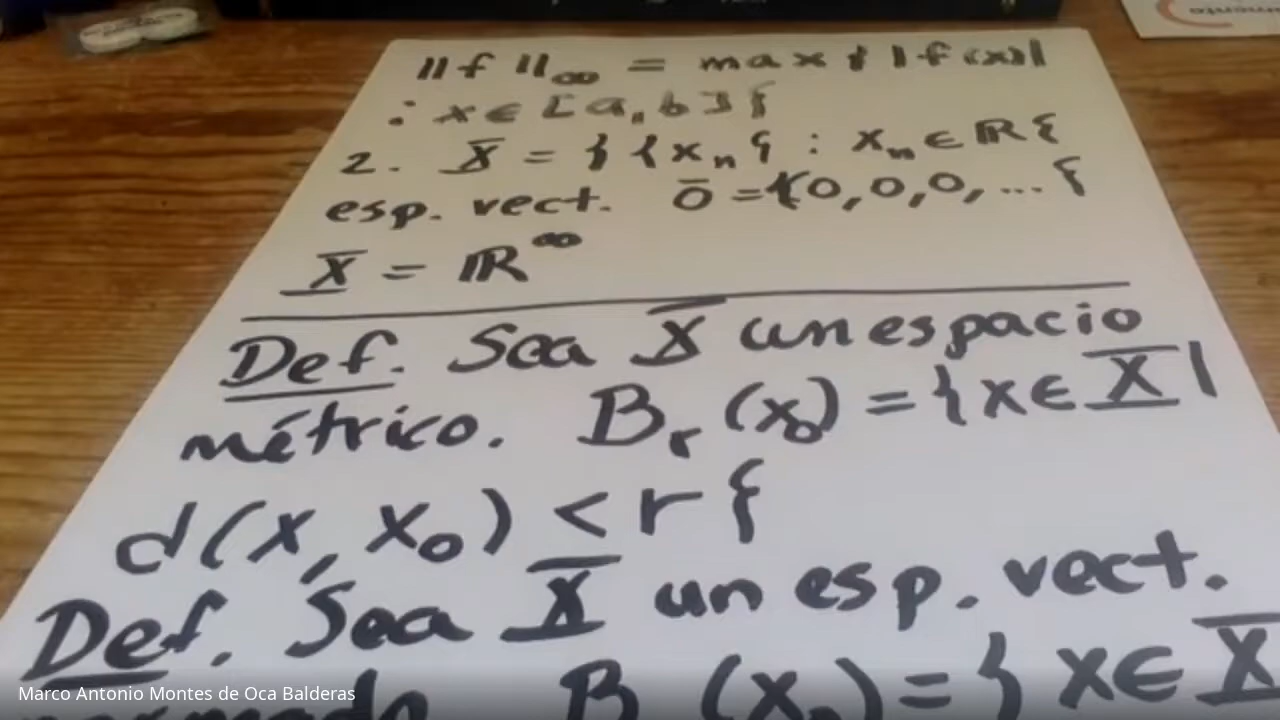 ||f||∞ = max{|f(x)|
: x ∈ [a, b]}
2. X = {{xn} : xn ∈ ℝ}
esp. vect. 0̄ = {0, 0, 0, ...}
X = ℝ∞
Def. Sea X un espacio
métrico. Br(x0) = {x ∈ X |
d(x, x0) < r}
Def. Sea X un esp. vect.
normado B (x0) = {x ∈ X
Marco Antonio Montes de Oca Balderas